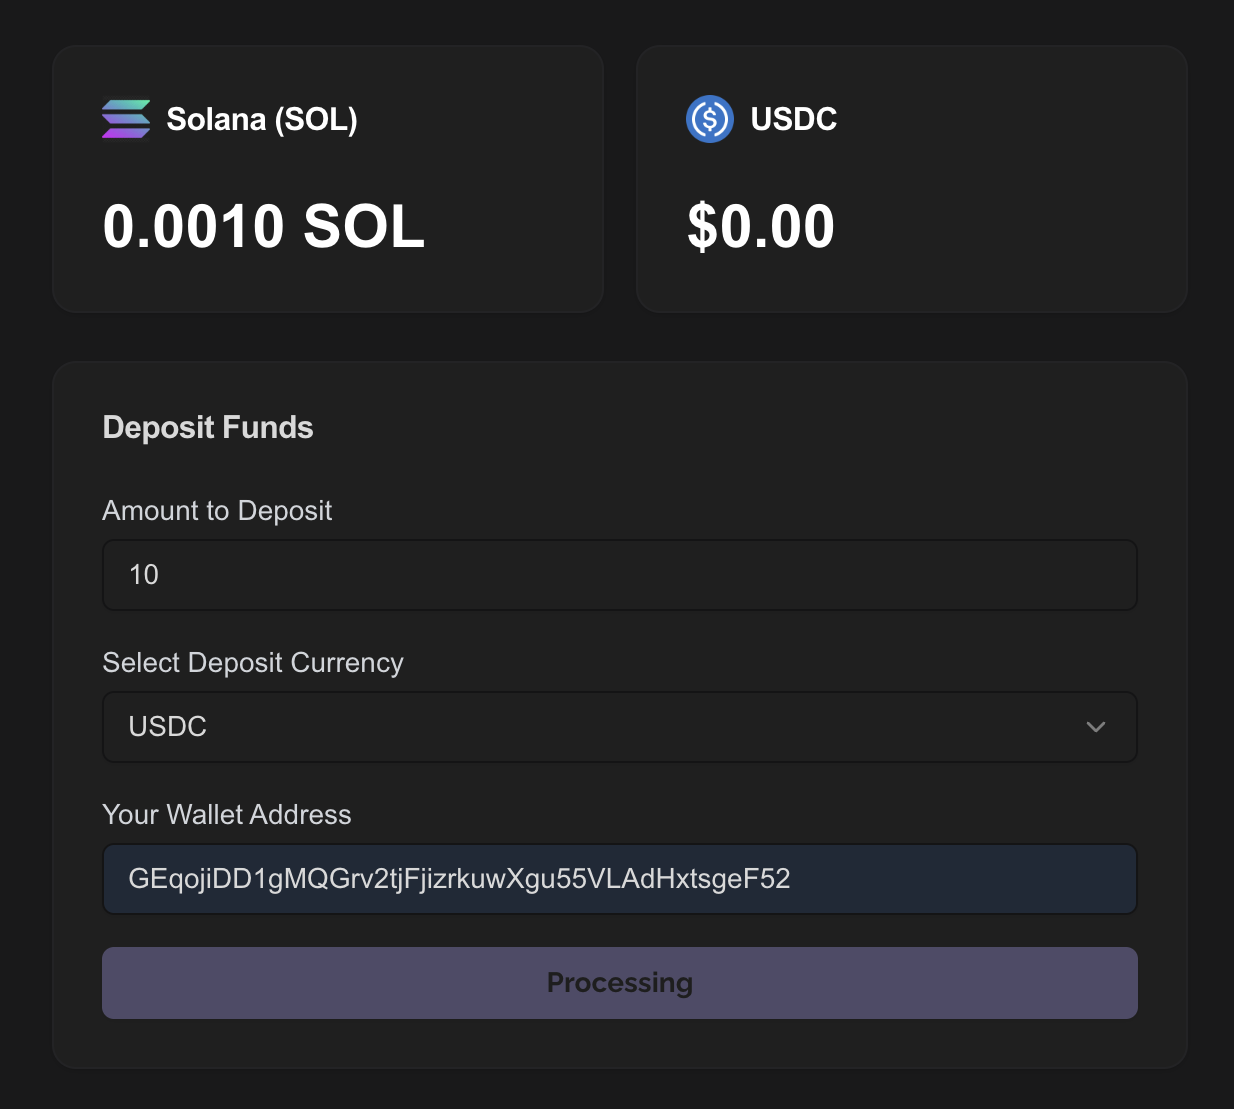 Solana (SOL)
0.0010 SOL
USDC
$0.00
Deposit Funds
Amount to Deposit
10
Select Deposit Currency
USDC
Your Wallet Address
GEqojiDD1gMQGrv2tjFjizrkuwXgu55VLAdHxtsgeF52
Processing